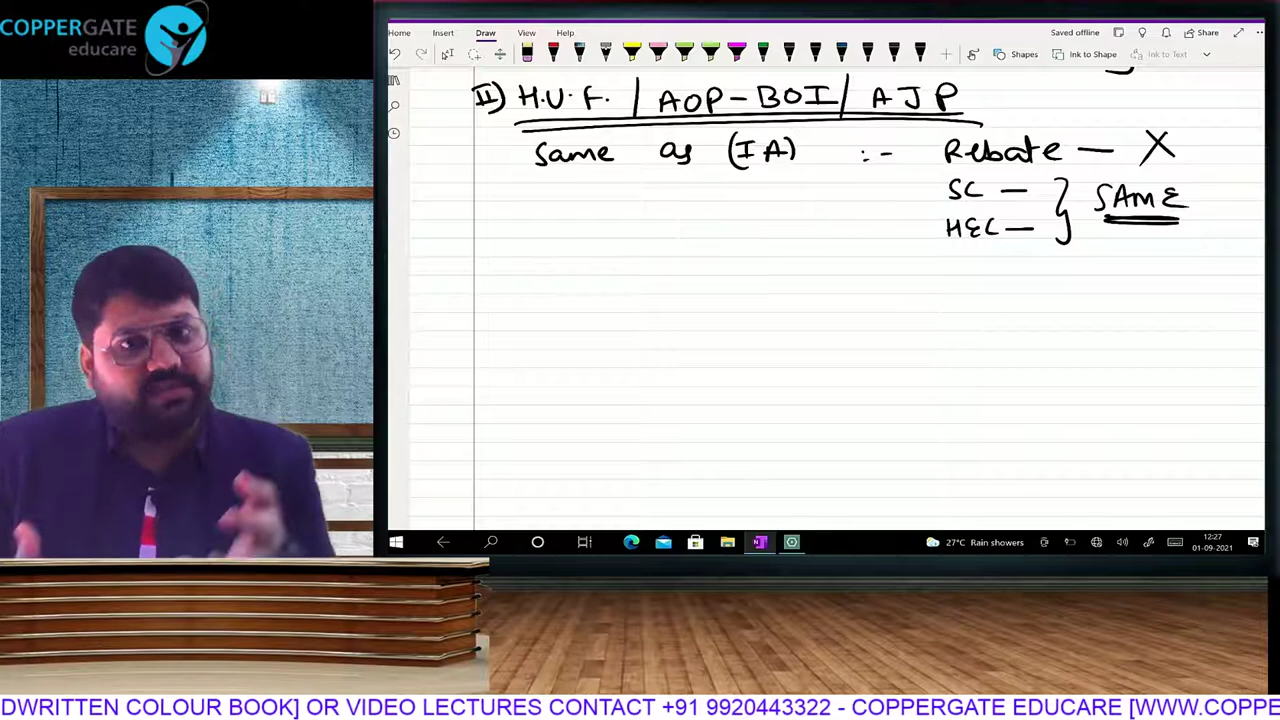 COPPERGATE
educare
Home Insert Draw View Help
Saved offline
Share
Shapes
Ink to Shape
Ink to Text
II) H.U.F. / AOP-BOI / AJP
Same as (IA) :- Rebate — X
SC —
HEC —
} SAME
27°C Rain showers
12:27
01-09-2021
DWRITTEN COLOUR BOOK] OR VIDEO LECTURES CONTACT +91 9920443322 - COPPERGATE EDUCARE [WWW.COPPE